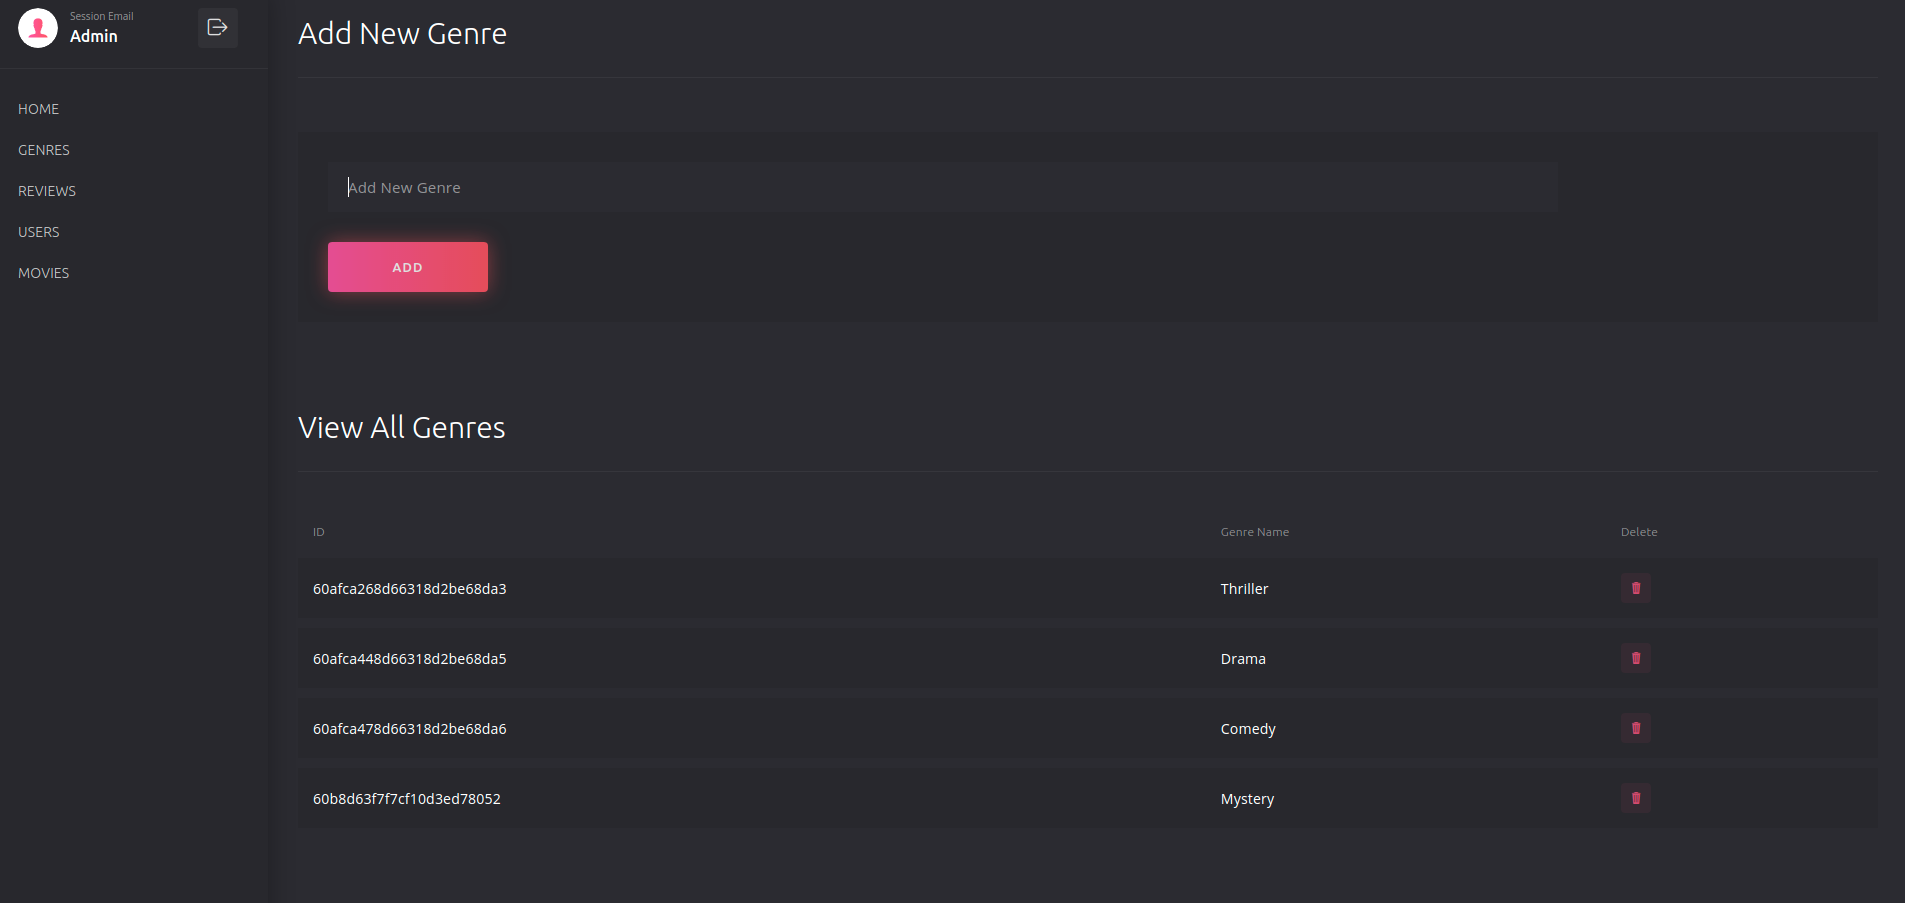 Session Email
Admin
HOME
GENRES
REVIEWS
USERS
MOVIES
Add New Genre
Add New Genre
ADD
View All Genres
ID Genre Name Delete
60afca268d66318d2be68da3 Thriller
60afca448d66318d2be68da5 Drama
60afca478d66318d2be68da6 Comedy
60b8d63f7f7cf10d3ed78052 Mystery